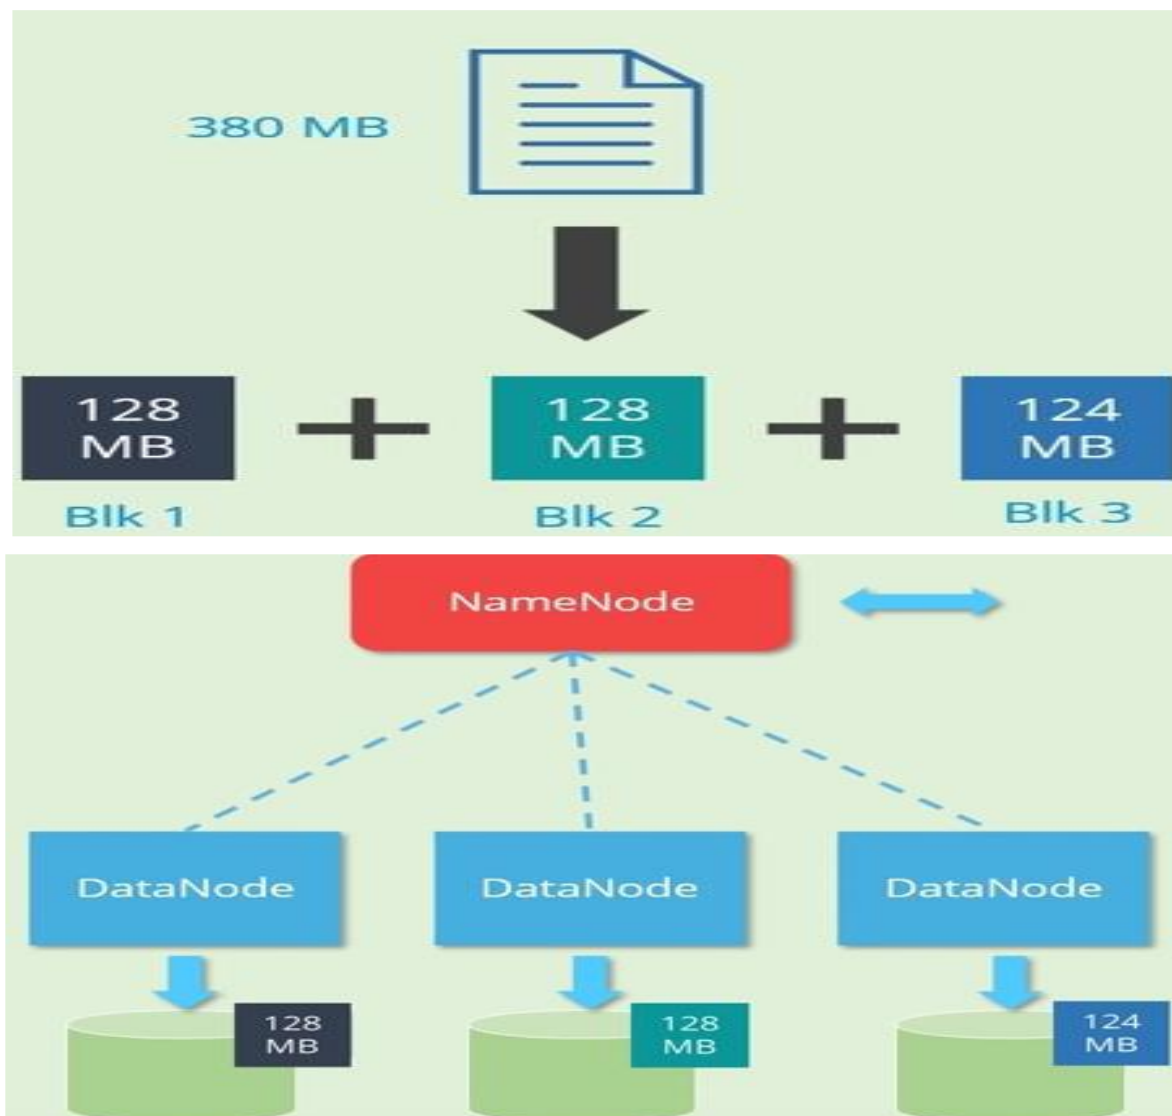 380 MB
128
MB
128
MB
124
MB
Blk 1
Blk 2
Blk 3
NameNode
DataNode
DataNode
DataNode
128
MB
128
MB
124
MB